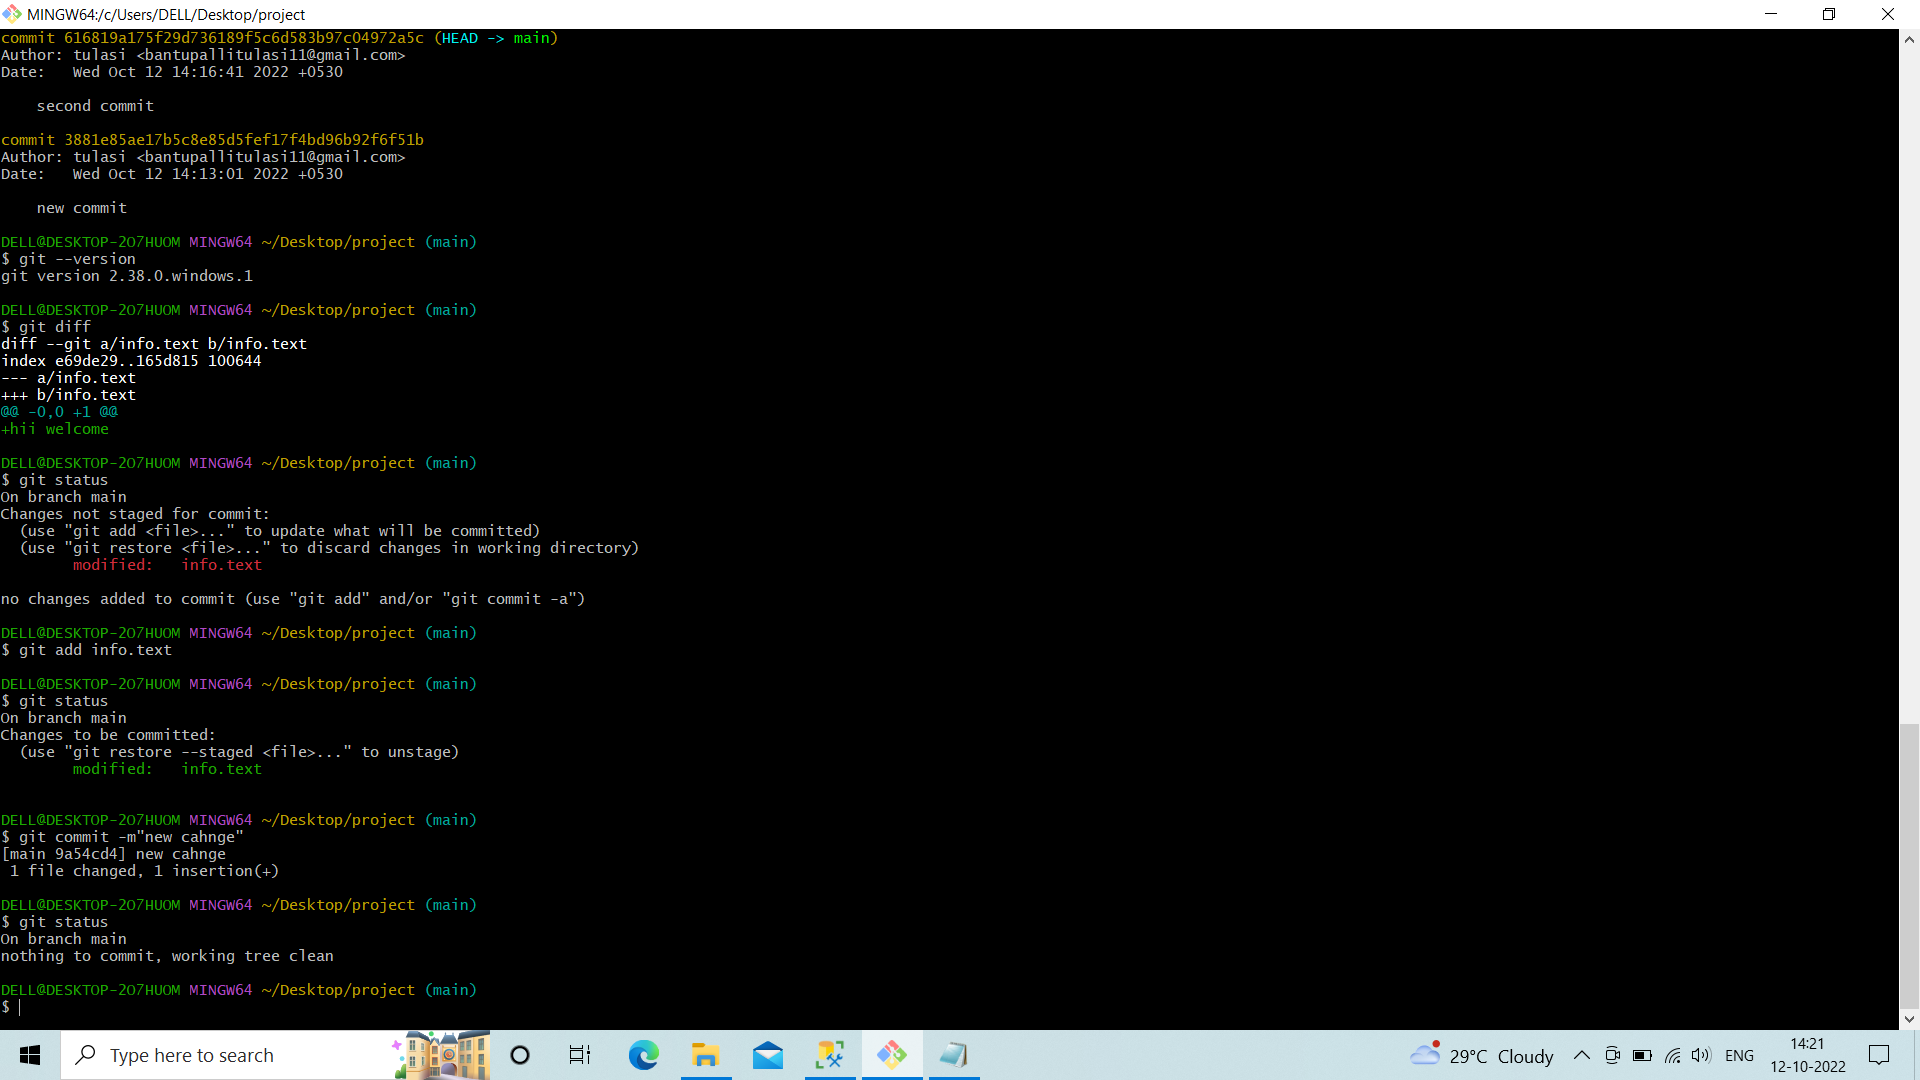 MINGW64:/c/Users/DELL/Desktop/project
commit 616819a175f29d736189f5c6d583b97c04972a5c (HEAD -> main)
Author: tulasi <bantupallitulasi11@gmail.com>
Date:   Wed Oct 12 14:16:41 2022 +0530
    second commit
commit 3881e85ae17b5c8e85d5fef17f4bd96b92f6f51b
Author: tulasi <bantupallitulasi11@gmail.com>
Date:   Wed Oct 12 14:13:01 2022 +0530
    new commit
DELL@DESKTOP-2O7HUOM MINGW64 ~/Desktop/project (main)
$ git --version
git version 2.38.0.windows.1
DELL@DESKTOP-2O7HUOM MINGW64 ~/Desktop/project (main)
$ git diff
diff --git a/info.text b/info.text
index e69de29..165d815 100644
--- a/info.text
+++ b/info.text
@@ -0,0 +1 @@
+hii welcome
DELL@DESKTOP-2O7HUOM MINGW64 ~/Desktop/project (main)
$ git status
On branch main
Changes not staged for commit:
  (use "git add <file>..." to update what will be committed)
  (use "git restore <file>..." to discard changes in working directory)
        modified:   info.text
no changes added to commit (use "git add" and/or "git commit -a")
DELL@DESKTOP-2O7HUOM MINGW64 ~/Desktop/project (main)
$ git add info.text
DELL@DESKTOP-2O7HUOM MINGW64 ~/Desktop/project (main)
$ git status
On branch main
Changes to be committed:
  (use "git restore --staged <file>..." to unstage)
        modified:   info.text
DELL@DESKTOP-2O7HUOM MINGW64 ~/Desktop/project (main)
$ git commit -m"new cahnge"
[main 9a54cd4] new cahnge
 1 file changed, 1 insertion(+)
DELL@DESKTOP-2O7HUOM MINGW64 ~/Desktop/project (main)
$ git status
On branch main
nothing to commit, working tree clean
DELL@DESKTOP-2O7HUOM MINGW64 ~/Desktop/project (main)
$
Type here to search
29°C Cloudy
ENG
14:21
12-10-2022